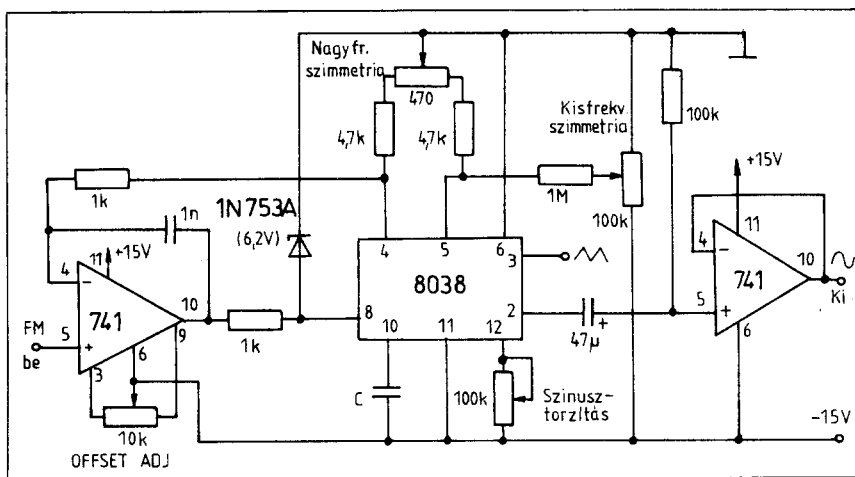 Nagyfr.
szimmetria
470
4,7k
4,7k
Kisfrekv.
szimmetria
100k
1M
100k
1k
1n
1N753A
(6,2V)
+15V
11
4
741
10
9
5
6
3
FM
be
10k
OFFSET ADJ
1k
8
4
5
6
3
8038
2
10
11
12
C
47µ
+
100k
Szinusz-
torzítás
+15V
11
4
741
10
5
6
Ki
-15V